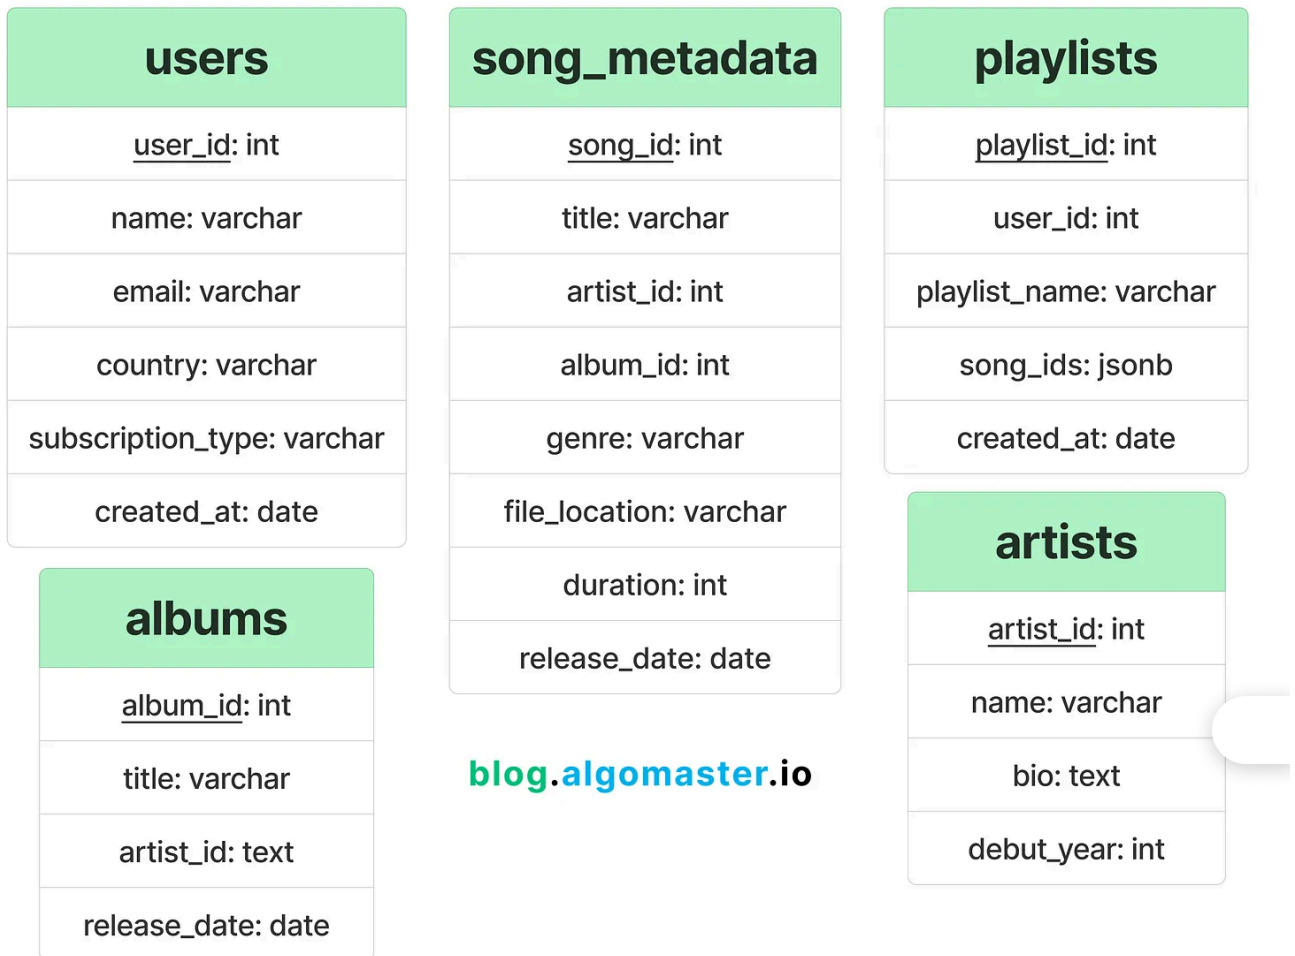 users
user_id: int
name: varchar
email: varchar
country: varchar
subscription_type: varchar
created_at: date
albums
album_id: int
title: varchar
artist_id: text
release_date: date
song_metadata
song_id: int
title: varchar
artist_id: int
album_id: int
genre: varchar
file_location: varchar
duration: int
release_date: date
blog.algomaster.io
playlists
playlist_id: int
user_id: int
playlist_name: varchar
song_ids: jsonb
created_at: date
artists
artist_id: int
name: varchar
bio: text
debut_year: int